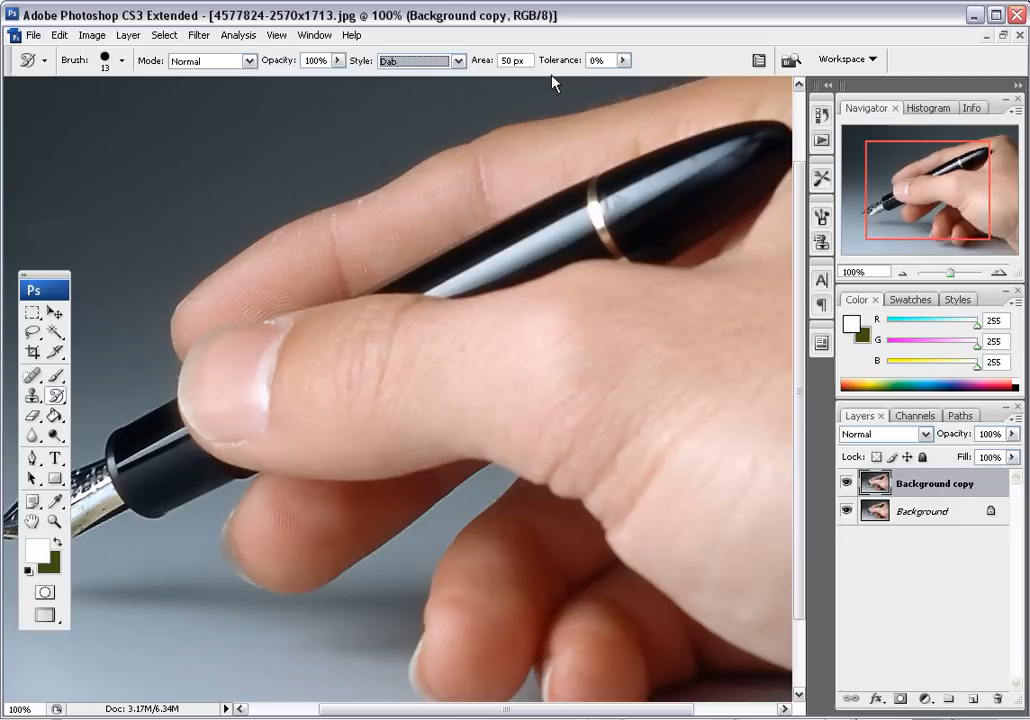 Adobe Photoshop CS3 Extended - [4577824-2570x1713.jpg @ 100% (Background copy, RGB/8)]
File Edit Image Layer Select Filter Analysis View Window Help
Brush: 13 Mode: Normal Opacity: 100% Style: Dab Area: 50 px Tolerance: 0% Workspace
Navigator × Histogram Info
100%
Color × Swatches Styles
R 255
G 255
B 255
Layers × Channels Paths
Normal Opacity: 100%
Lock: Fill: 100%
Background copy
Background
Ps
T
A
100% Doc: 3.17M/6.34M